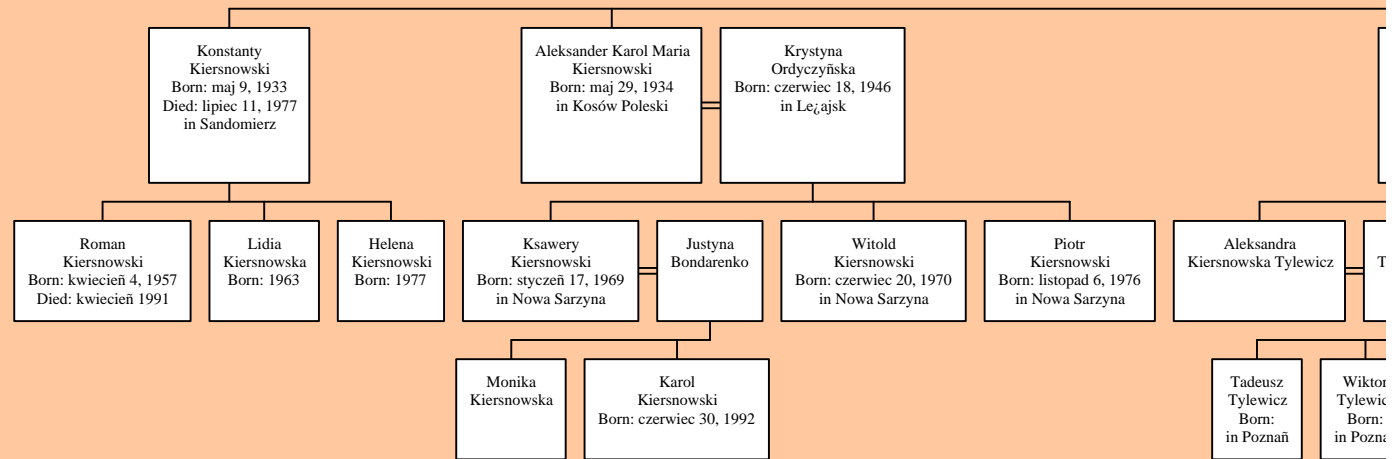 Konstanty
Kiersnowski
Born: maj 9, 1933
Died: lipiec 11, 1977
in Sandomierz
Aleksander Karol Maria
Kiersnowski
Born: maj 29, 1934
in Kosów Poleski
Krystyna
Ordyczyñska
Born: czerwiec 18, 1946
in Le¿ajsk
Roman
Kiersnowski
Born: kwiecieñ 4, 1957
Died: kwiecieñ 1991
Lidia
Kiersnowska
Born: 1963
Helena
Kiersnowski
Born: 1977
Ksawery
Kiersnowski
Born: styczeñ 17, 1969
in Nowa Sarzyna
Justyna
Bondarenko
Witold
Kiersnowski
Born: czerwiec 20, 1970
in Nowa Sarzyna
Piotr
Kiersnowski
Born: listopad 6, 1976
in Nowa Sarzyna
Aleksandra
Kiersnowska Tylewicz
T
Monika
Kiersnowska
Karol
Kiersnowski
Born: czerwiec 30, 1992
Tadeusz
Tylewicz
Born:
in Poznañ
Wiktor
Tylewic
Born:
in Pozna